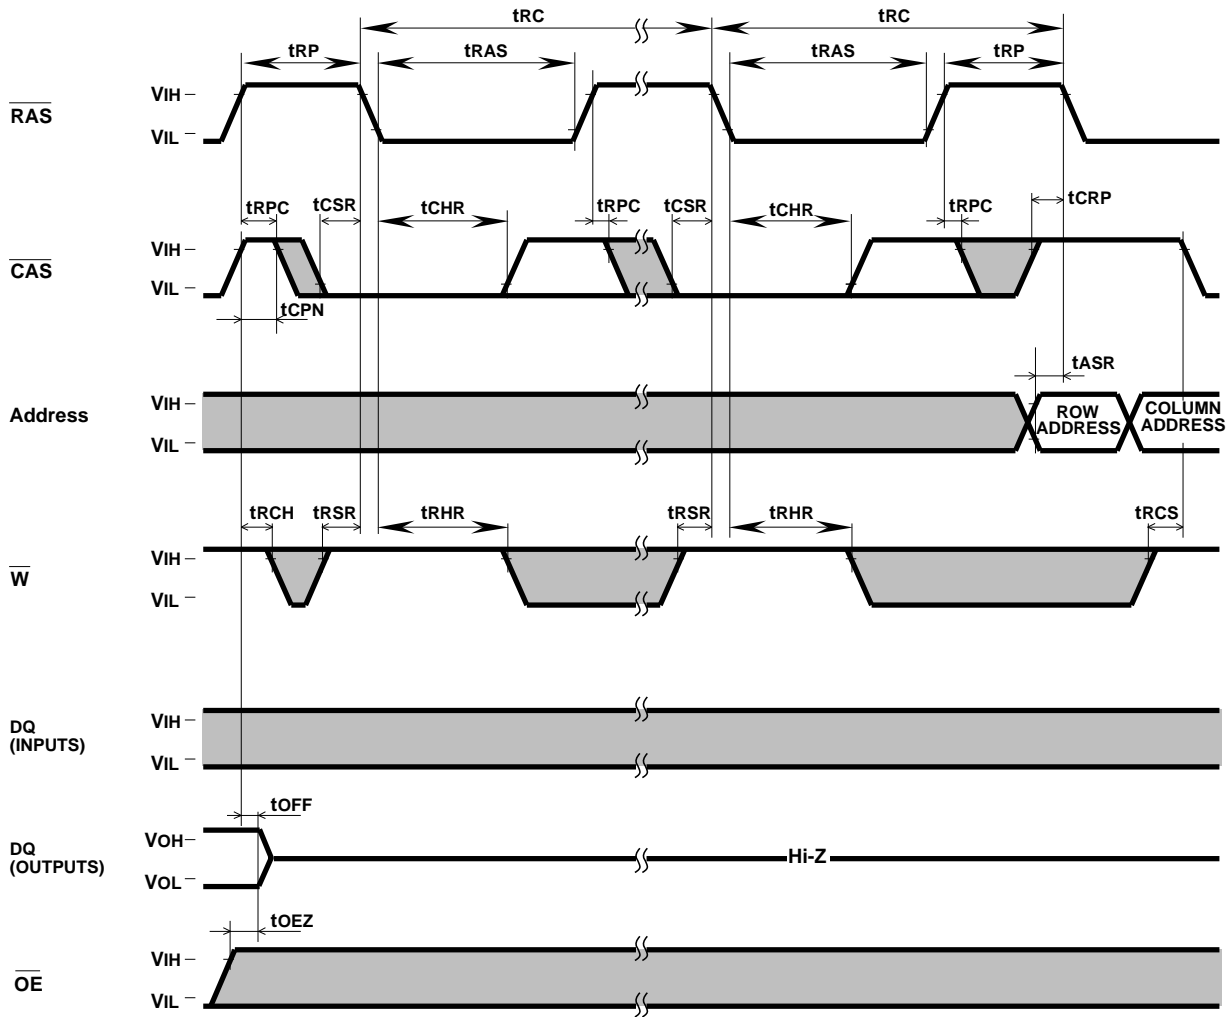 tRC tRC
tRP tRAS tRAS tRP
RAS
VIH
VIL
tRPC tCSR tCHR tRPC tCSR tCHR tRPC tCRP
CAS
VIH
VIL
tCPN
tASR
Address
VIH
VIL
ROW
ADDRESS
COLUMN
ADDRESS
tRCH tRSR tRHR tRSR tRHR tRCS
W
VIH
VIL
DQ
(INPUTS)
VIH
VIL
tOFF
DQ
(OUTPUTS)
VOH
VOL
Hi-Z
tOEZ
OE
VIH
VIL